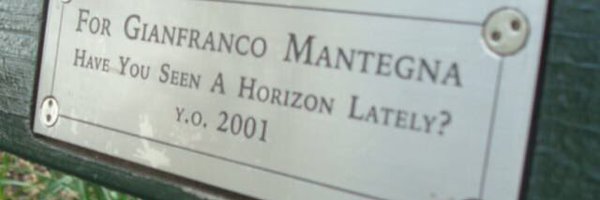 For Gianfranco Mantegna
Have You Seen A Horizon Lately?
Y.O. 2001